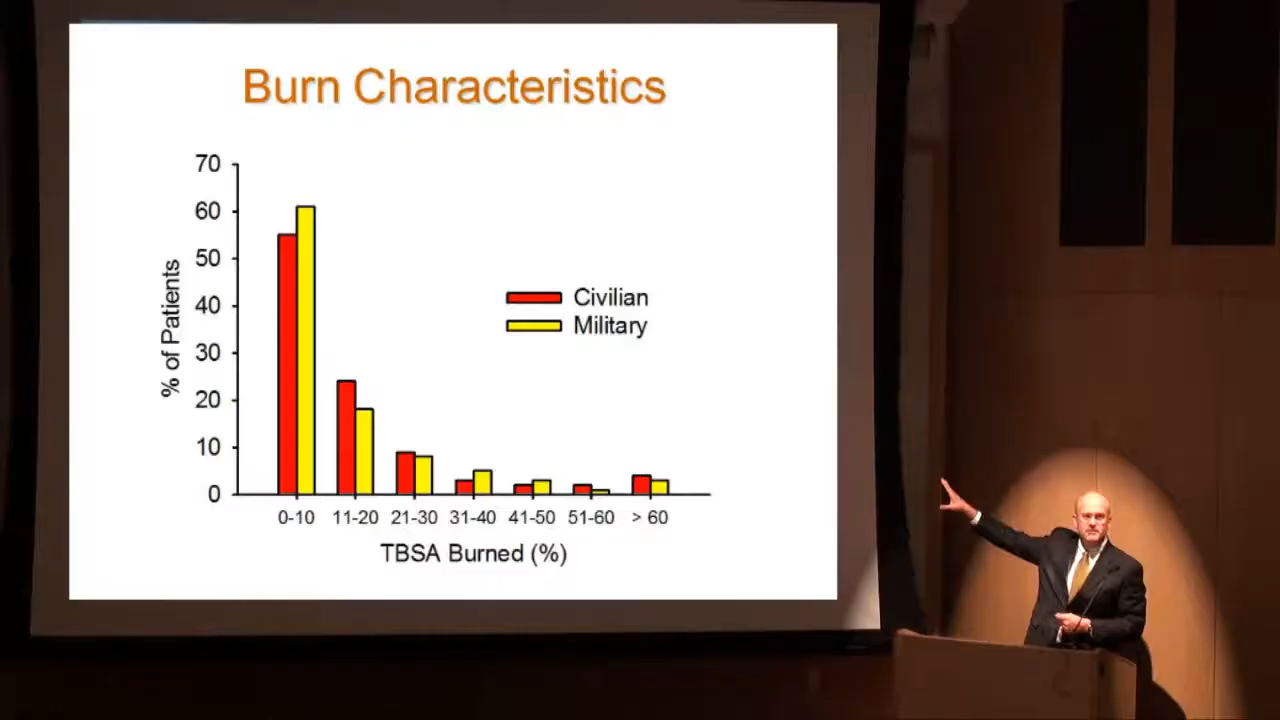 Burn Characteristics
70
60
50
40
30
20
10
0
% of Patients
Civilian
Military
0-10 11-20 21-30 31-40 41-50 51-60 > 60
TBSA Burned (%)